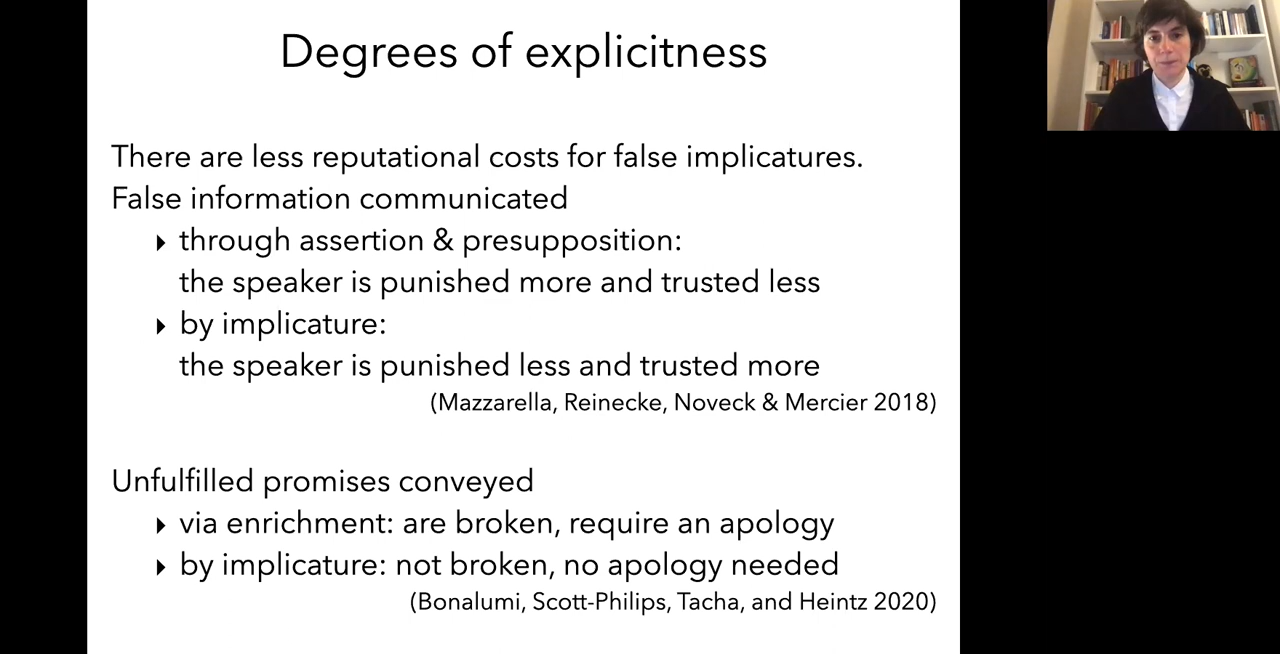 Degrees of explicitness
There are less reputational costs for false implicatures.
False information communicated
‣ through assertion & presupposition:
the speaker is punished more and trusted less
‣ by implicature:
the speaker is punished less and trusted more
(Mazzarella, Reinecke, Noveck & Mercier 2018)
Unfulfilled promises conveyed
‣ via enrichment: are broken, require an apology
‣ by implicature: not broken, no apology needed
(Bonalumi, Scott-Philips, Tacha, and Heintz 2020)